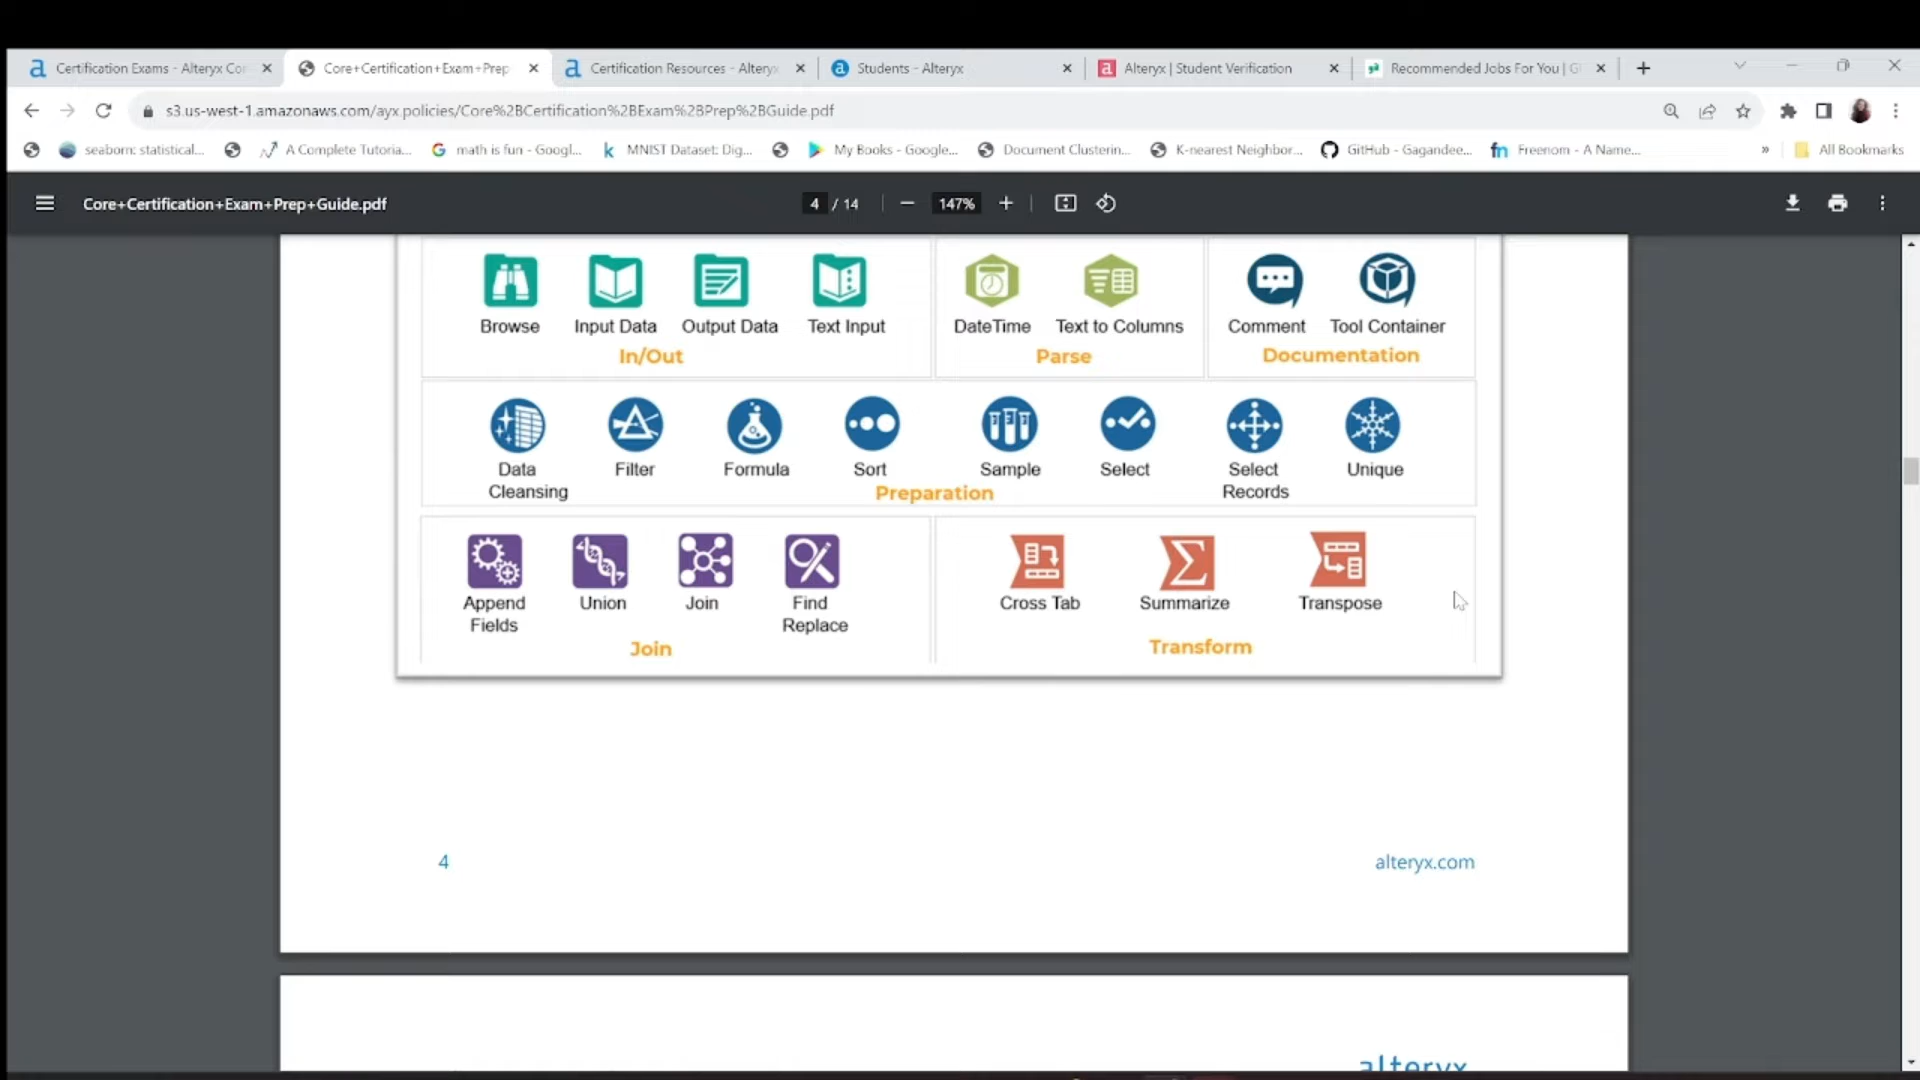 Certification Exams - Alteryx Co
Core+Certification+Exam+Prep
Certification Resources - Altery
Students - Alteryx
Alteryx | Student Verification
Recommended Jobs For You | G
s3.us-west-1.amazonaws.com/ayx.policies/Core%2BCertification%2BExam%2BPrep%2BGuide.pdf
seaborn: statistical...
A Complete Tutoria...
math is fun - Googl...
MNIST Dataset: Dig...
My Books - Google...
Document Clusterin...
K-nearest Neighbor...
GitHub - Gagandee...
Freenom - A Name...
»
All Bookmarks
Core+Certification+Exam+Prep+Guide.pdf
4 / 14
147%
Browse
Input Data
Output Data
Text Input
In/Out
DateTime
Text to Columns
Parse
Comment
Tool Container
Documentation
Data
Cleansing
Filter
Formula
Sort
Sample
Select
Select
Records
Unique
Preparation
Append
Fields
Union
Join
Find
Replace
Join
Cross Tab
Summarize
Transpose
Transform
4
alteryx.com
alteryx